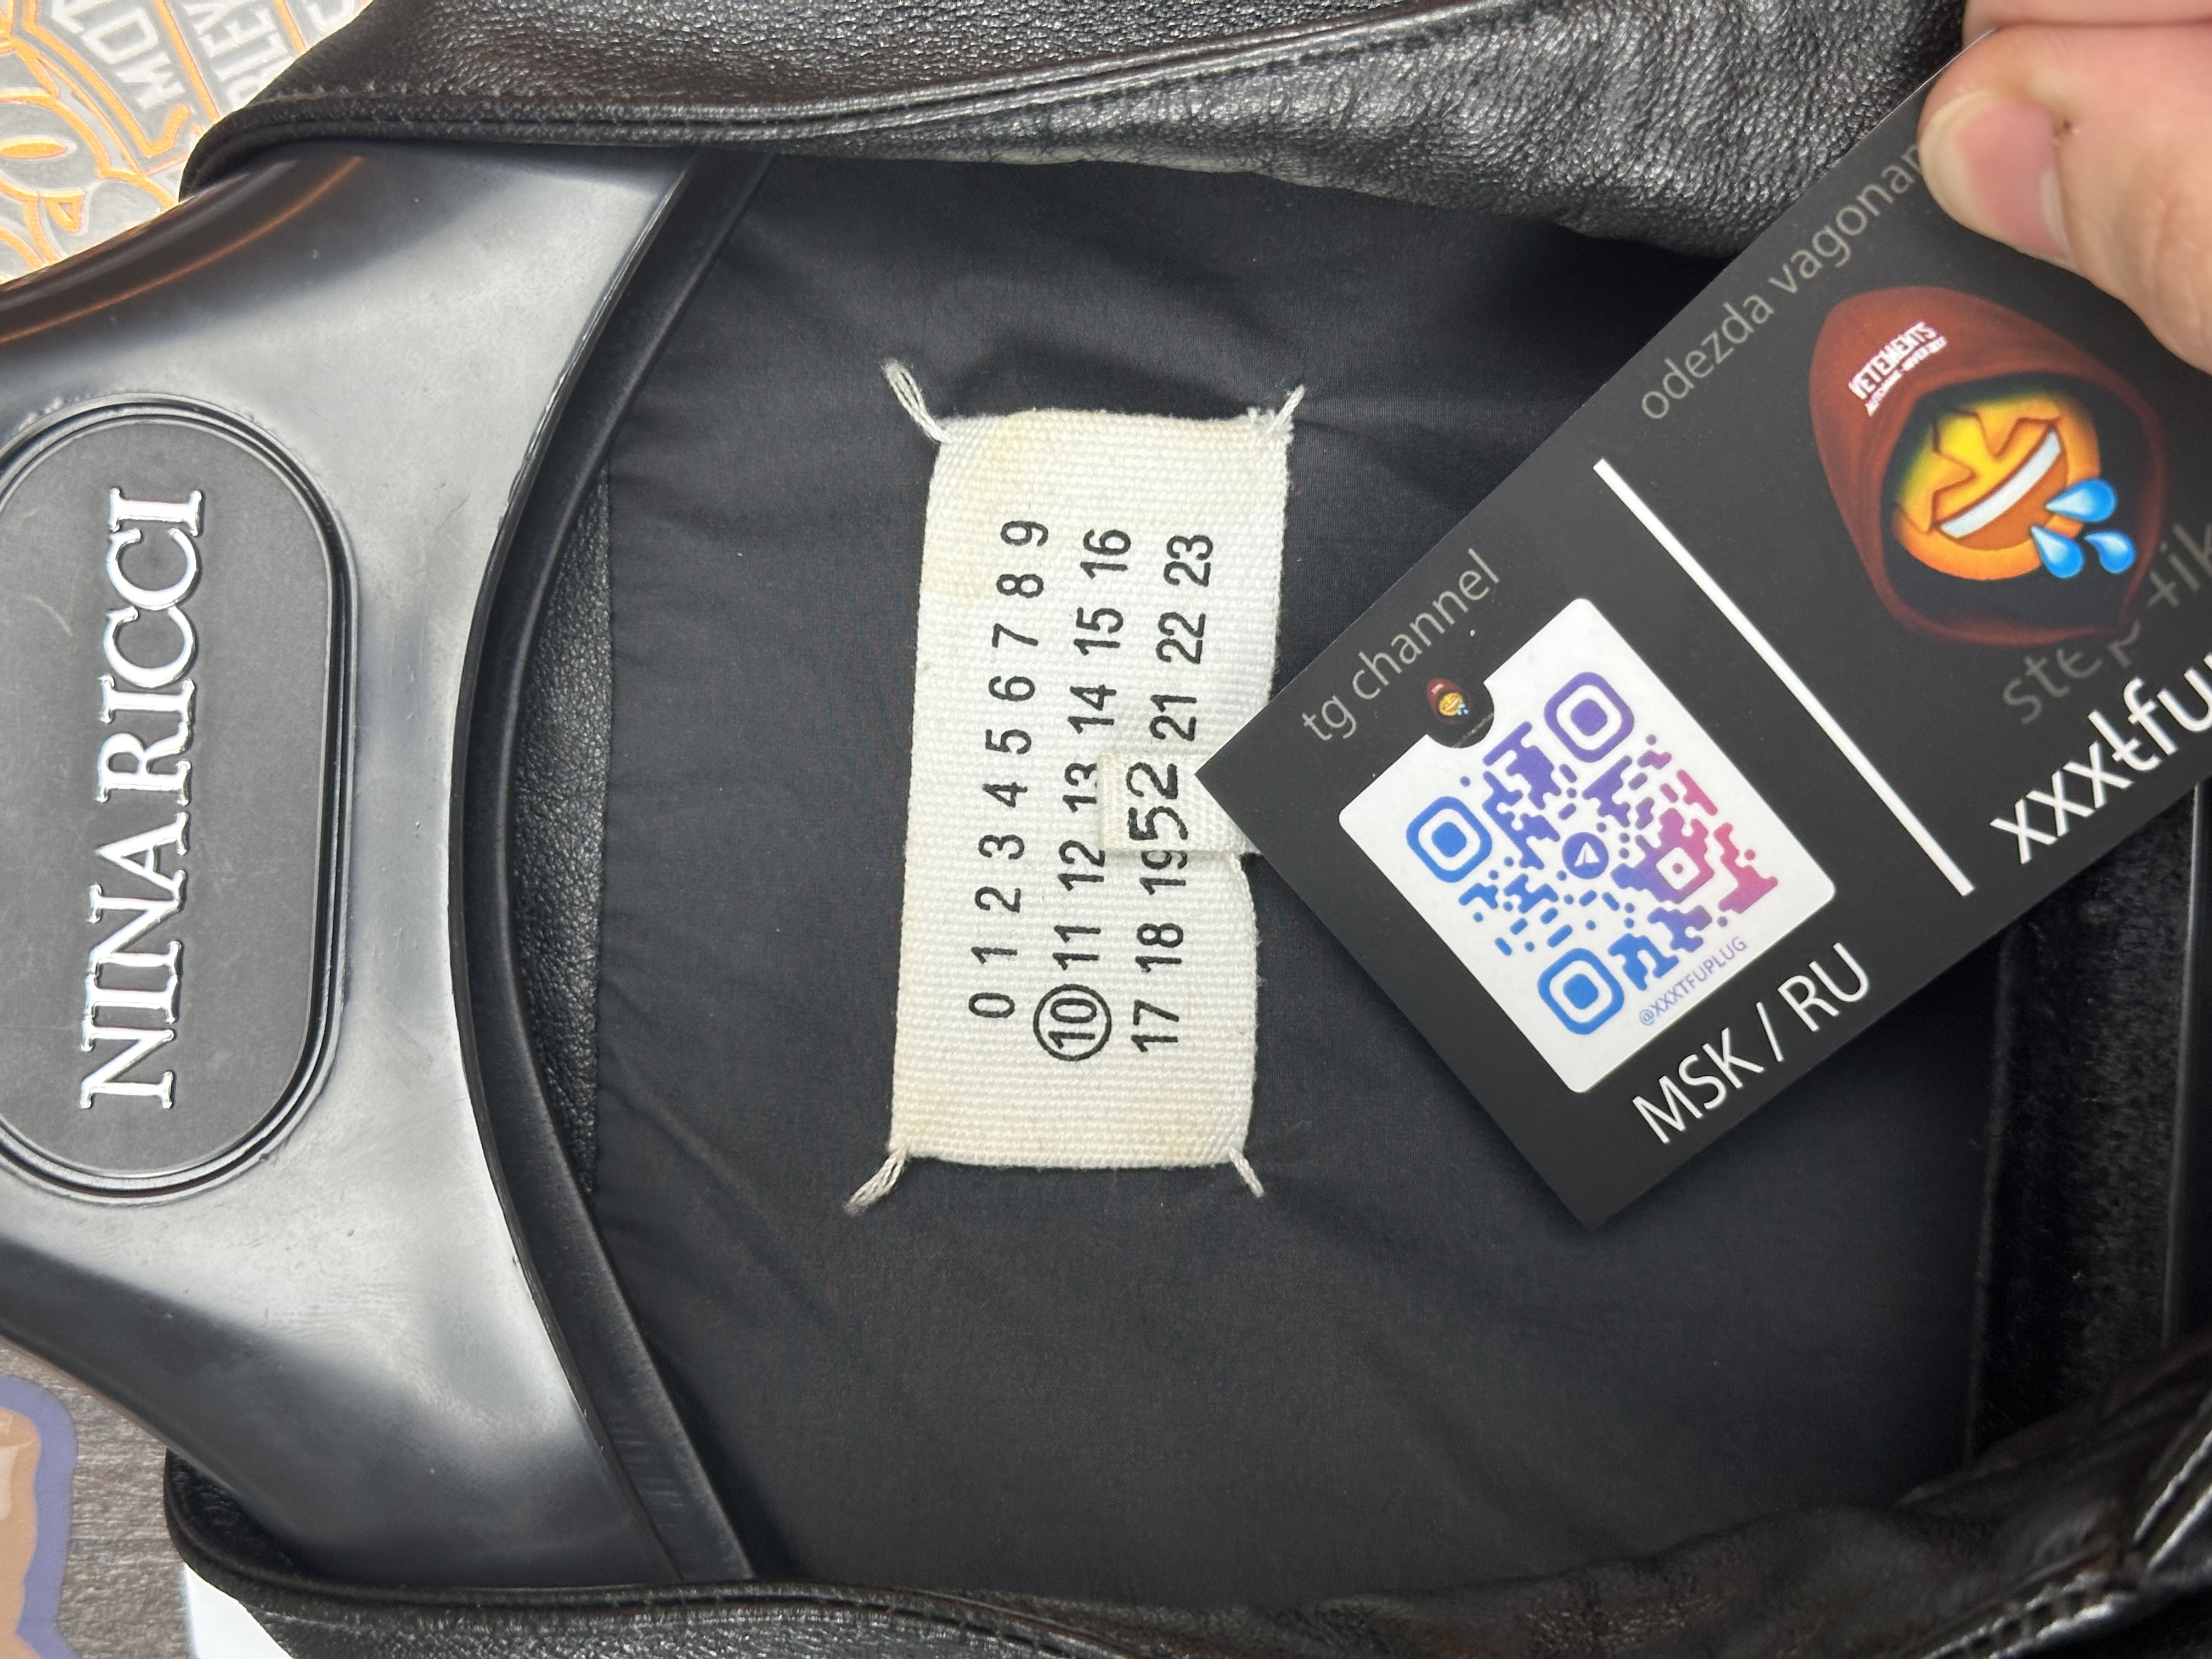 NINA RICCI
0 1 2 3 4 5 6 7 8 9
10 11 12 13 14 15 16
17 18 19 21 22 23
52
tg channel
@XXXTFUPLUG
MSK / RU
odezda vagonam
VETEMENTS
xxxtfu